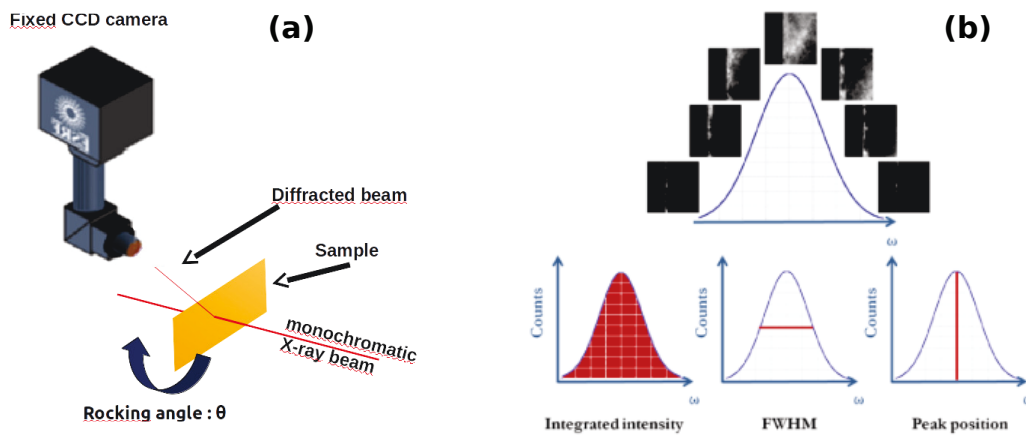 Fixed CCD camera
(a)
Diffracted beam
Sample
monochromatic
X-ray beam
Rocking angle : θ
(b)
ω
Counts
ω
Integrated intensity
Counts
ω
FWHM
Counts
ω
Peak position